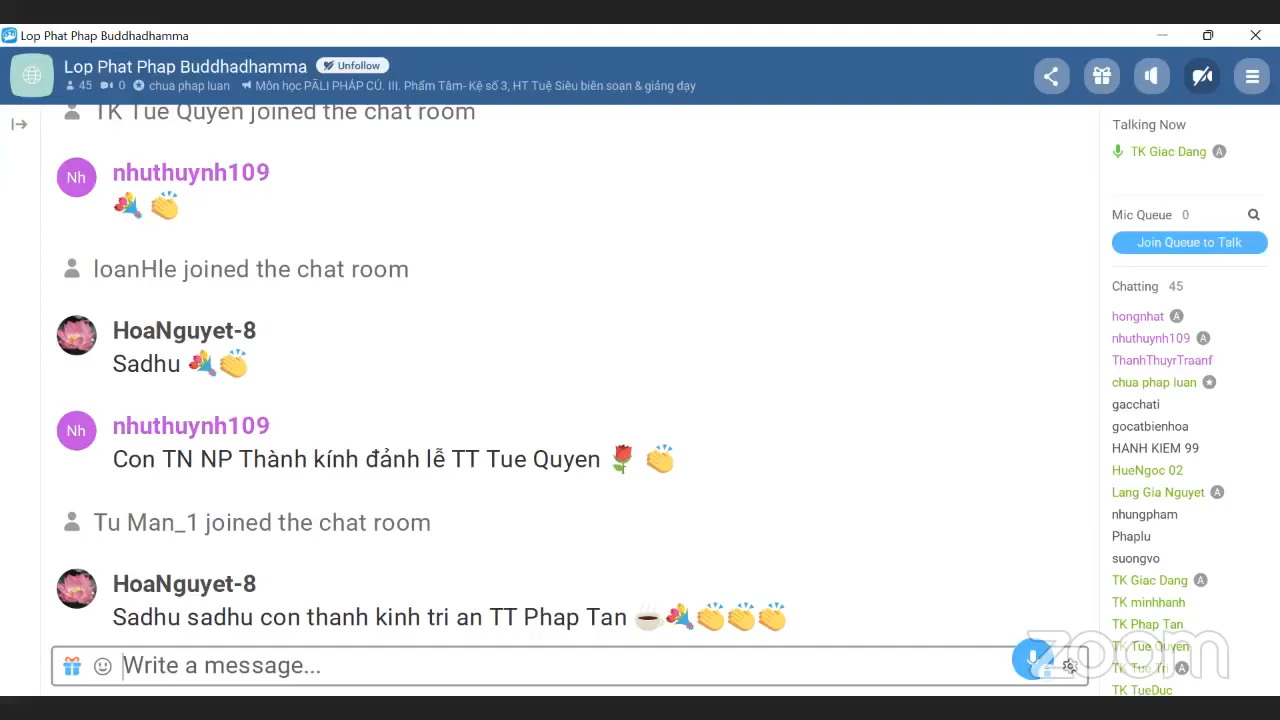 Lop Phat Phap Buddhadhamma
Lop Phat Phap Buddhadhamma Unfollow
45 0 chua phap luan Môn học PĀLI PHÁP CÚ. III. Phẩm Tâm- Kệ số 3, HT Tuệ Siêu biên soạn & giảng dạy
TK Tue Quyen joined the chat room
Nh nhuthuynh109
💐 👏
loanHle joined the chat room
HoaNguyet-8
Sadhu 💐👏
Nh nhuthuynh109
Con TN NP Thành kính đảnh lễ TT Tue Quyen 🌹 👏
Tu Man_1 joined the chat room
HoaNguyet-8
Sadhu sadhu con thanh kinh tri an TT Phap Tan ☕💐👏👏👏
Write a message...
Talking Now
TK Giac Dang A
Mic Queue 0
Join Queue to Talk
Chatting 45
hongnhat A
nhuthuynh109 A
ThanhThuyrTraanf
chua phap luan
gacchati
gocatbienhoa
HANH KIEM 99
HueNgoc 02
Lang Gia Nguyet A
nhungpham
Phaplu
suongvo
TK Giac Dang A
TK minhhanh
TK Phap Tan
TK Tue Quyen
TK Tue Tri A
TK TueDuc
zoom